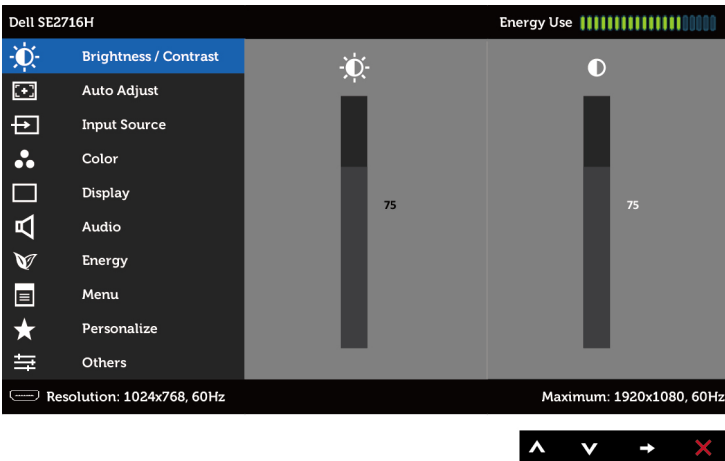 Dell SE2716H
Energy Use
Brightness / Contrast
Auto Adjust
Input Source
Color
Display
75
75
Audio
Energy
Menu
Personalize
Others
Resolution: 1024x768, 60Hz
Maximum: 1920x1080, 60Hz